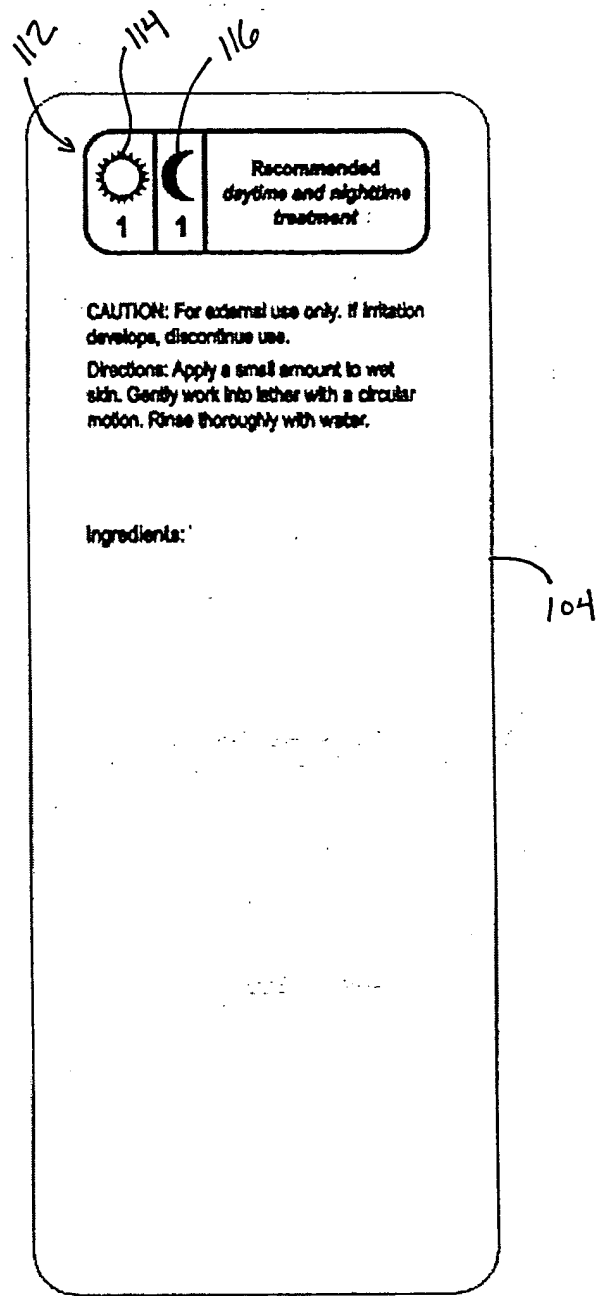 112
114
116
1
1
Recommended
daytime and nighttime
treatment
CAUTION: For external use only. If irritation
develops, discontinue use.
Directions: Apply a small amount to wet
skin. Gently work into lather with a circular
motion. Rinse thoroughly with water.
Ingredients:
104